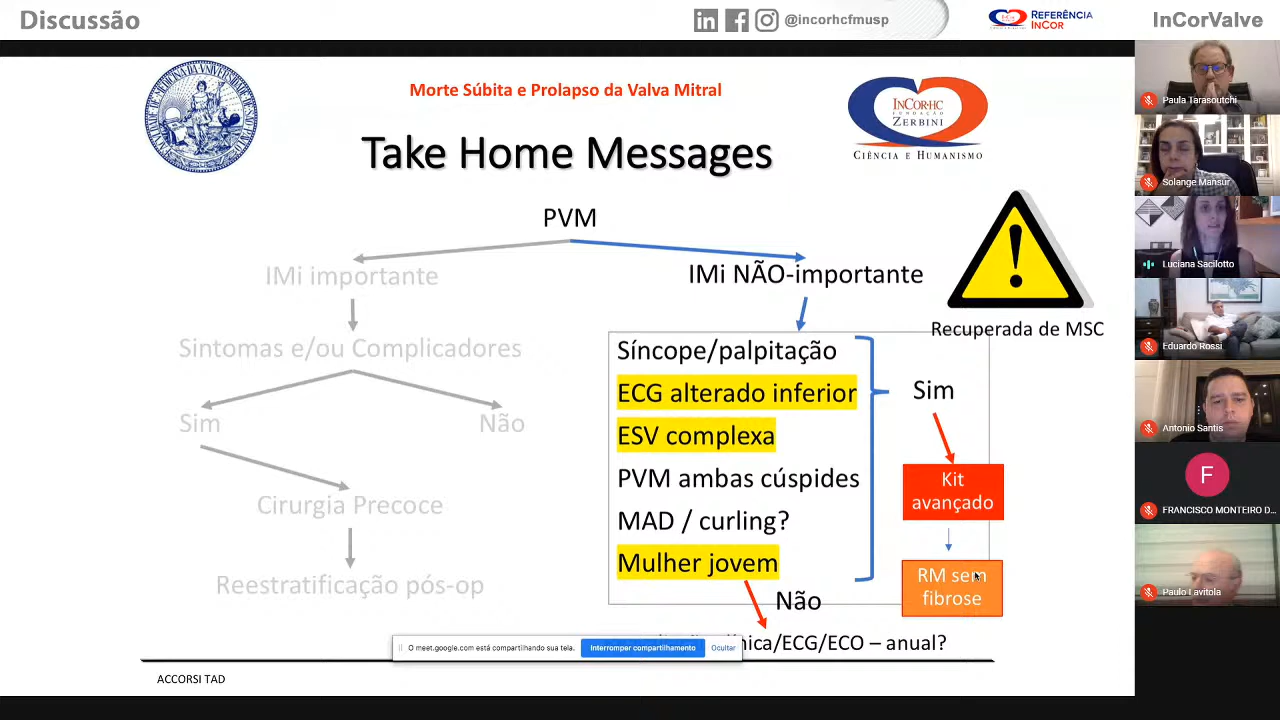 Discussão
@incorhcfmusp
REFERÊNCIA
INCOR
InCorValve
Morte Súbita e Prolapso da Valva Mitral
INCOR·HC
FUNDAÇÃO
ZERBINI
CIÊNCIA E HUMANISMO
Take Home Messages
PVM
IMi importante
IMi NÃO-importante
Recuperada de MSC
Sintomas e/ou Complicadores
Síncope/palpitação
ECG alterado inferior
Sim
Sim
Não
ESV complexa
PVM ambas cúspides
Kit
avançado
Cirurgia Precoce
MAD / curling?
Mulher jovem
RM sem
fibrose
Reestratificação pós-op
Não
/ECG/ECO – anual?
O meet.google.com está compartilhando sua tela.
Interromper compartilhamento
Ocultar
ACCORSI TAD
Paula Tarasoutchi
Solange Mansur
Luciana Sacilotto
Eduardo Rossi
Antonio Santis
F
FRANCISCO MONTEIRO D...
Paulo Lavitola